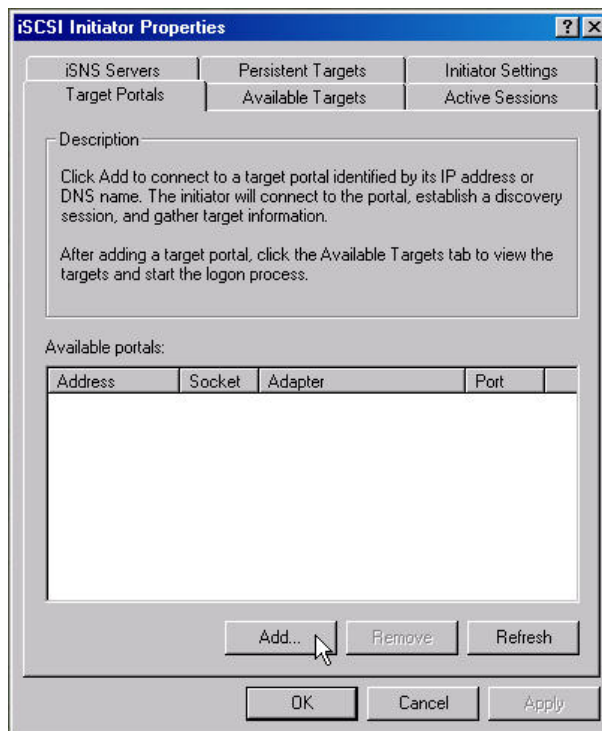 iSCSI Initiator Properties
iSNS Servers Persistent Targets Initiator Settings
Target Portals Available Targets Active Sessions
Description
Click Add to connect to a target portal identified by its IP address or
DNS name. The initiator will connect to the portal, establish a discovery
session, and gather target information.
After adding a target portal, click the Available Targets tab to view the
targets and start the logon process.
Available portals:
Address Socket Adapter Port
Add... Remove Refresh
OK Cancel Apply